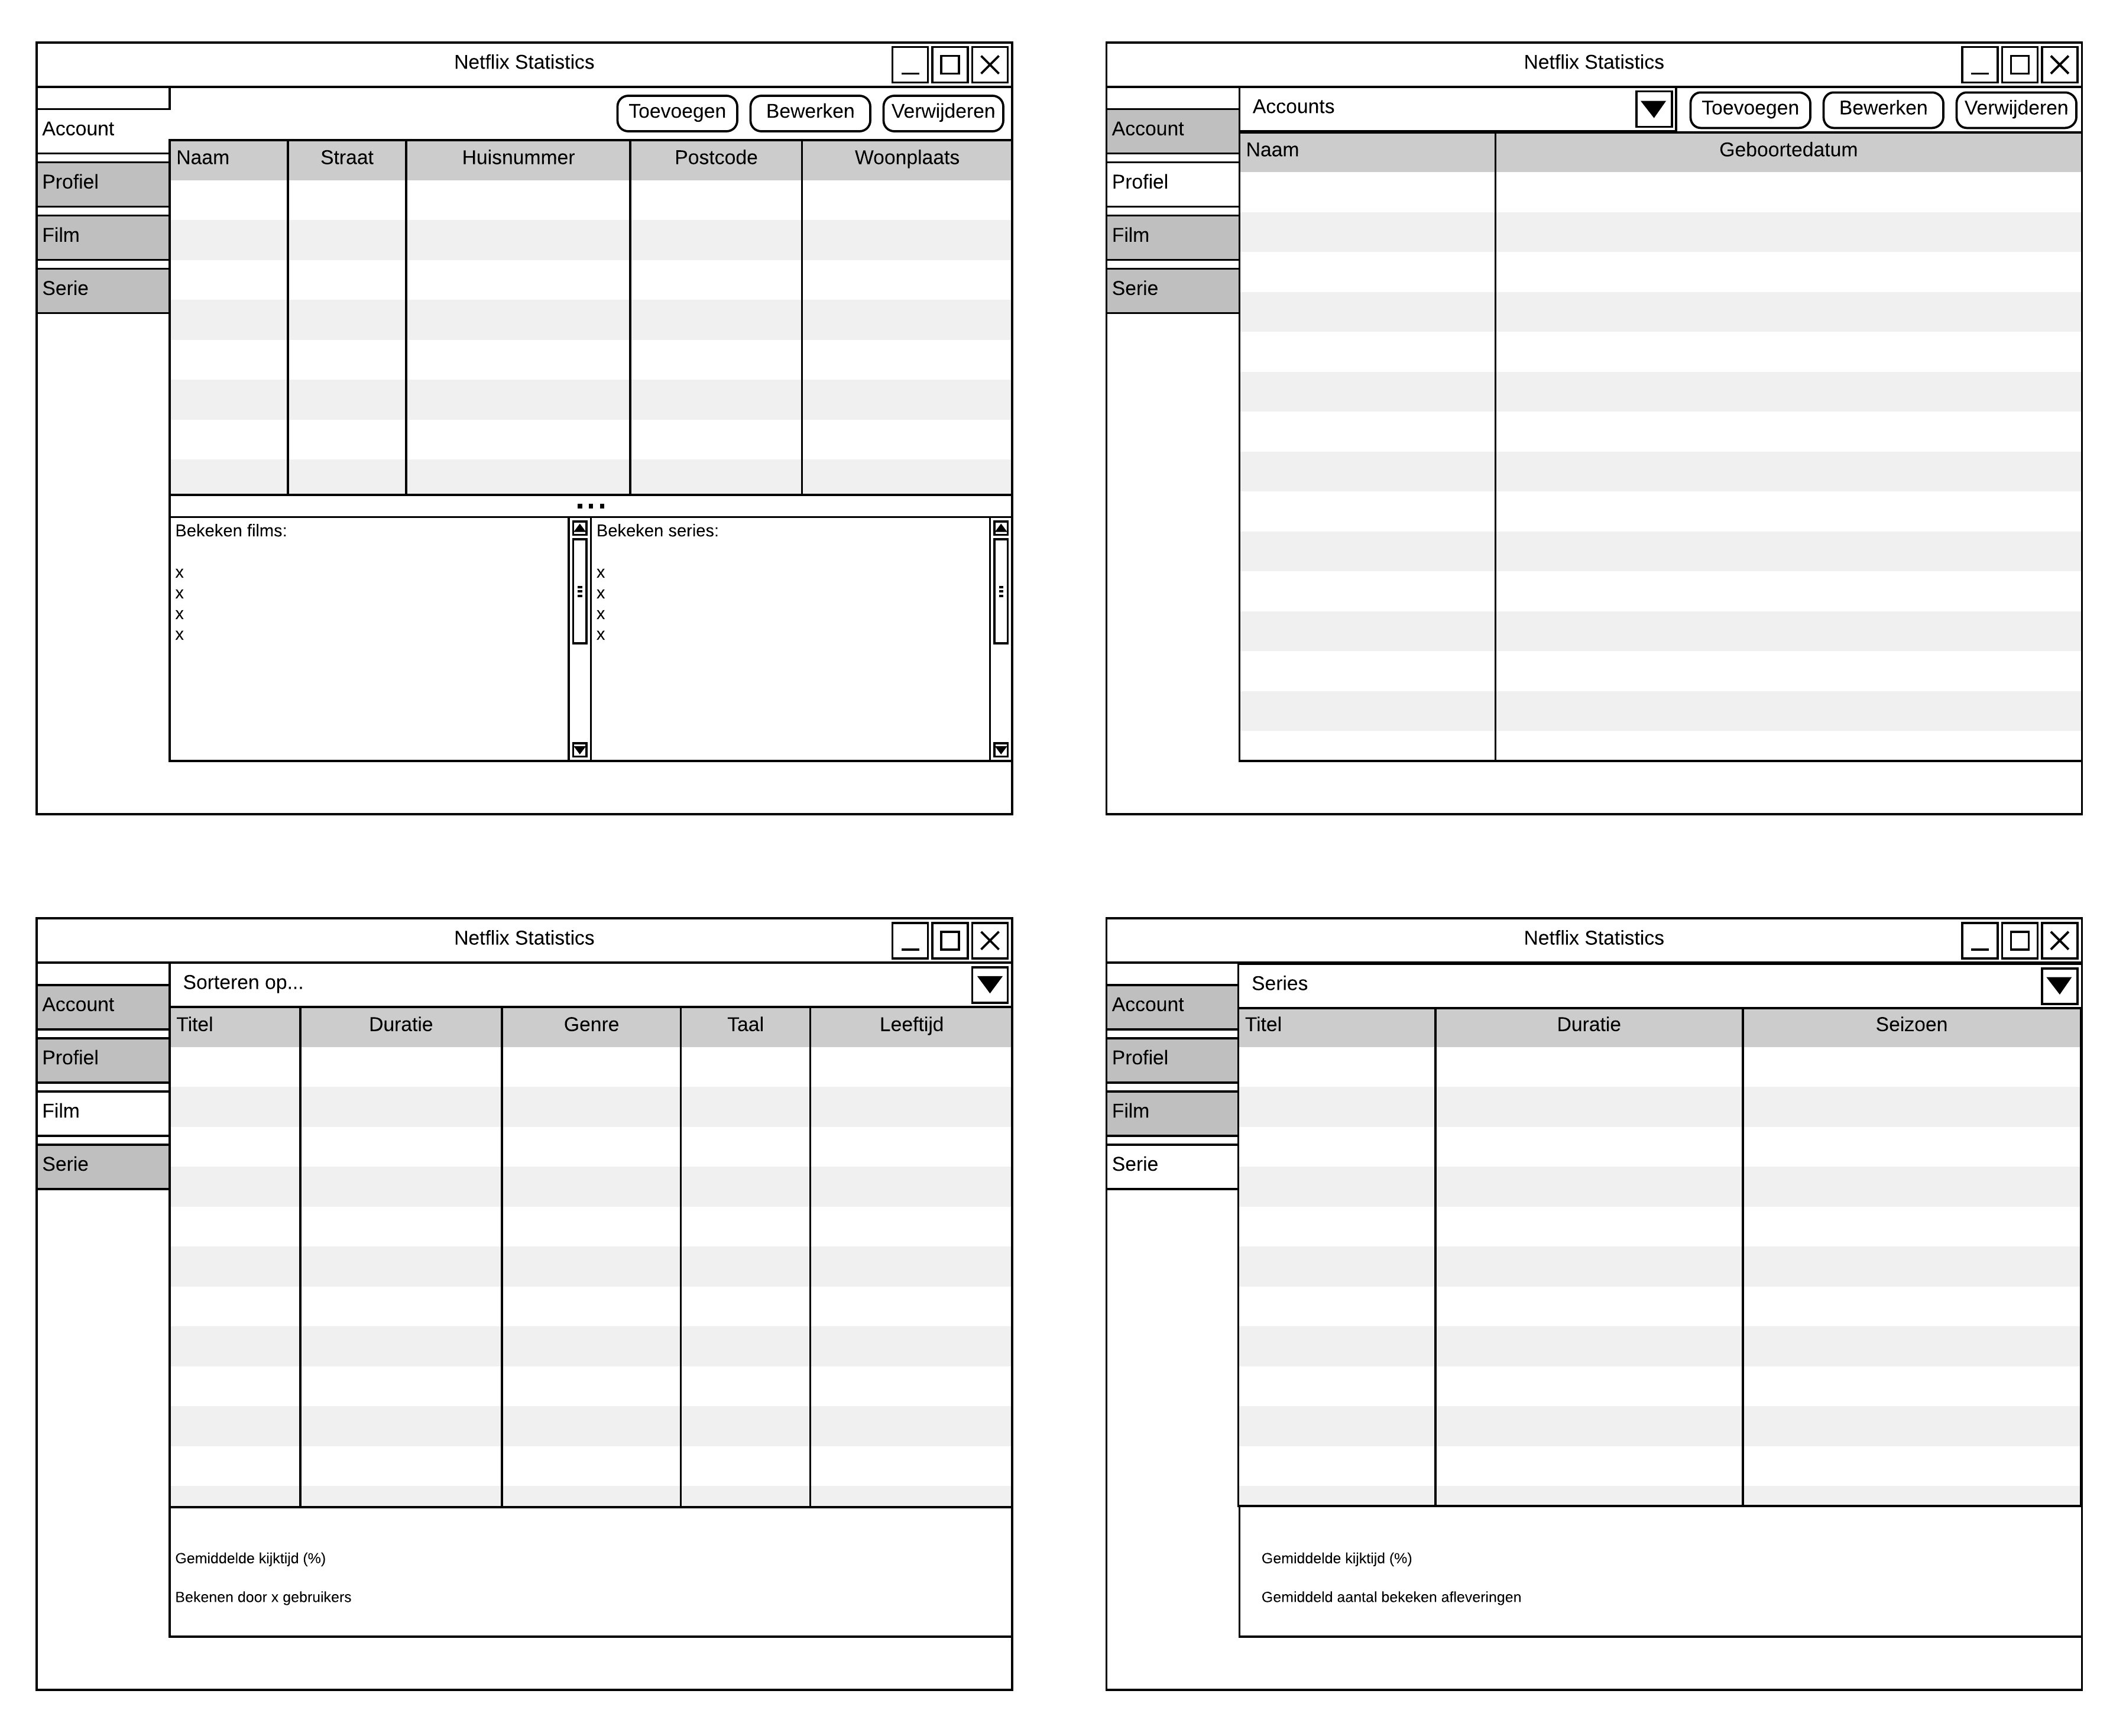 Netflix Statistics
Toevoegen Bewerken Verwijderen
Account
Profiel
Film
Serie
Naam Straat Huisnummer Postcode Woonplaats
...
Bekeken films:
x
x
x
x
Bekeken series:
x
x
x
x
Netflix Statistics
Accounts Toevoegen Bewerken Verwijderen
Account
Profiel
Film
Serie
Naam Geboortedatum
Netflix Statistics
Sorteren op...
Account
Profiel
Film
Serie
Titel Duratie Genre Taal Leeftijd
Gemiddelde kijktijd (%)
Bekenen door x gebruikers
Netflix Statistics
Series
Account
Profiel
Film
Serie
Titel Duratie Seizoen
Gemiddelde kijktijd (%)
Gemiddeld aantal bekeken afleveringen